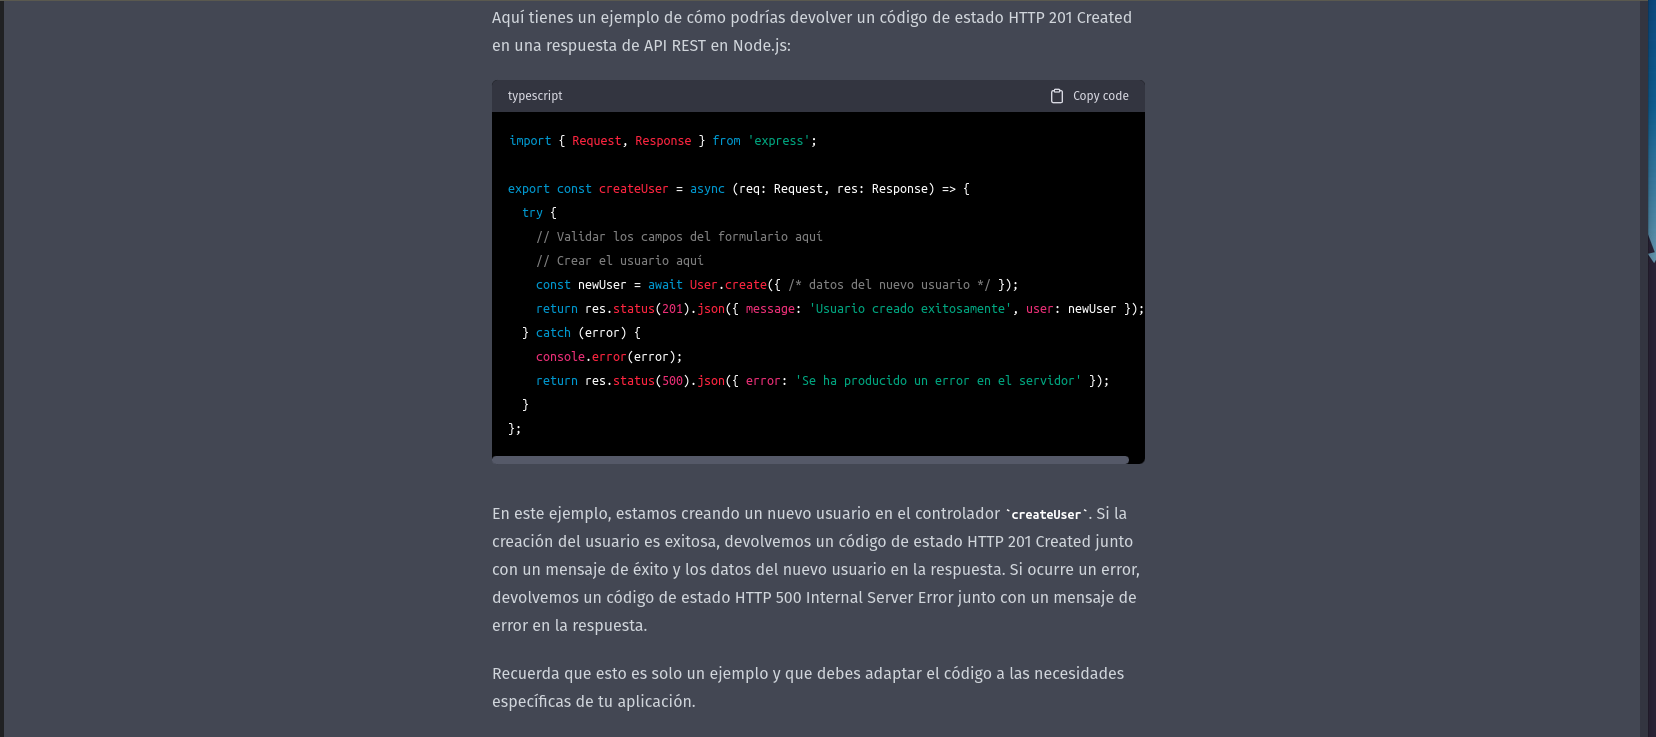 Aquí tienes un ejemplo de cómo podrías devolver un código de estado HTTP 201 Created
en una respuesta de API REST en Node.js:
typescript
Copy code
import { Request, Response } from 'express';
export const createUser = async (req: Request, res: Response) => {
try {
// Validar los campos del formulario aquí
// Crear el usuario aquí
const newUser = await User.create({ /* datos del nuevo usuario */ });
return res.status(201).json({ message: 'Usuario creado exitosamente', user: newUser });
} catch (error) {
console.error(error);
return res.status(500).json({ error: 'Se ha producido un error en el servidor' });
}
};
En este ejemplo, estamos creando un nuevo usuario en el controlador `createUser`. Si la
creación del usuario es exitosa, devolvemos un código de estado HTTP 201 Created junto
con un mensaje de éxito y los datos del nuevo usuario en la respuesta. Si ocurre un error,
devolvemos un código de estado HTTP 500 Internal Server Error junto con un mensaje de
error en la respuesta.
Recuerda que esto es solo un ejemplo y que debes adaptar el código a las necesidades
específicas de tu aplicación.